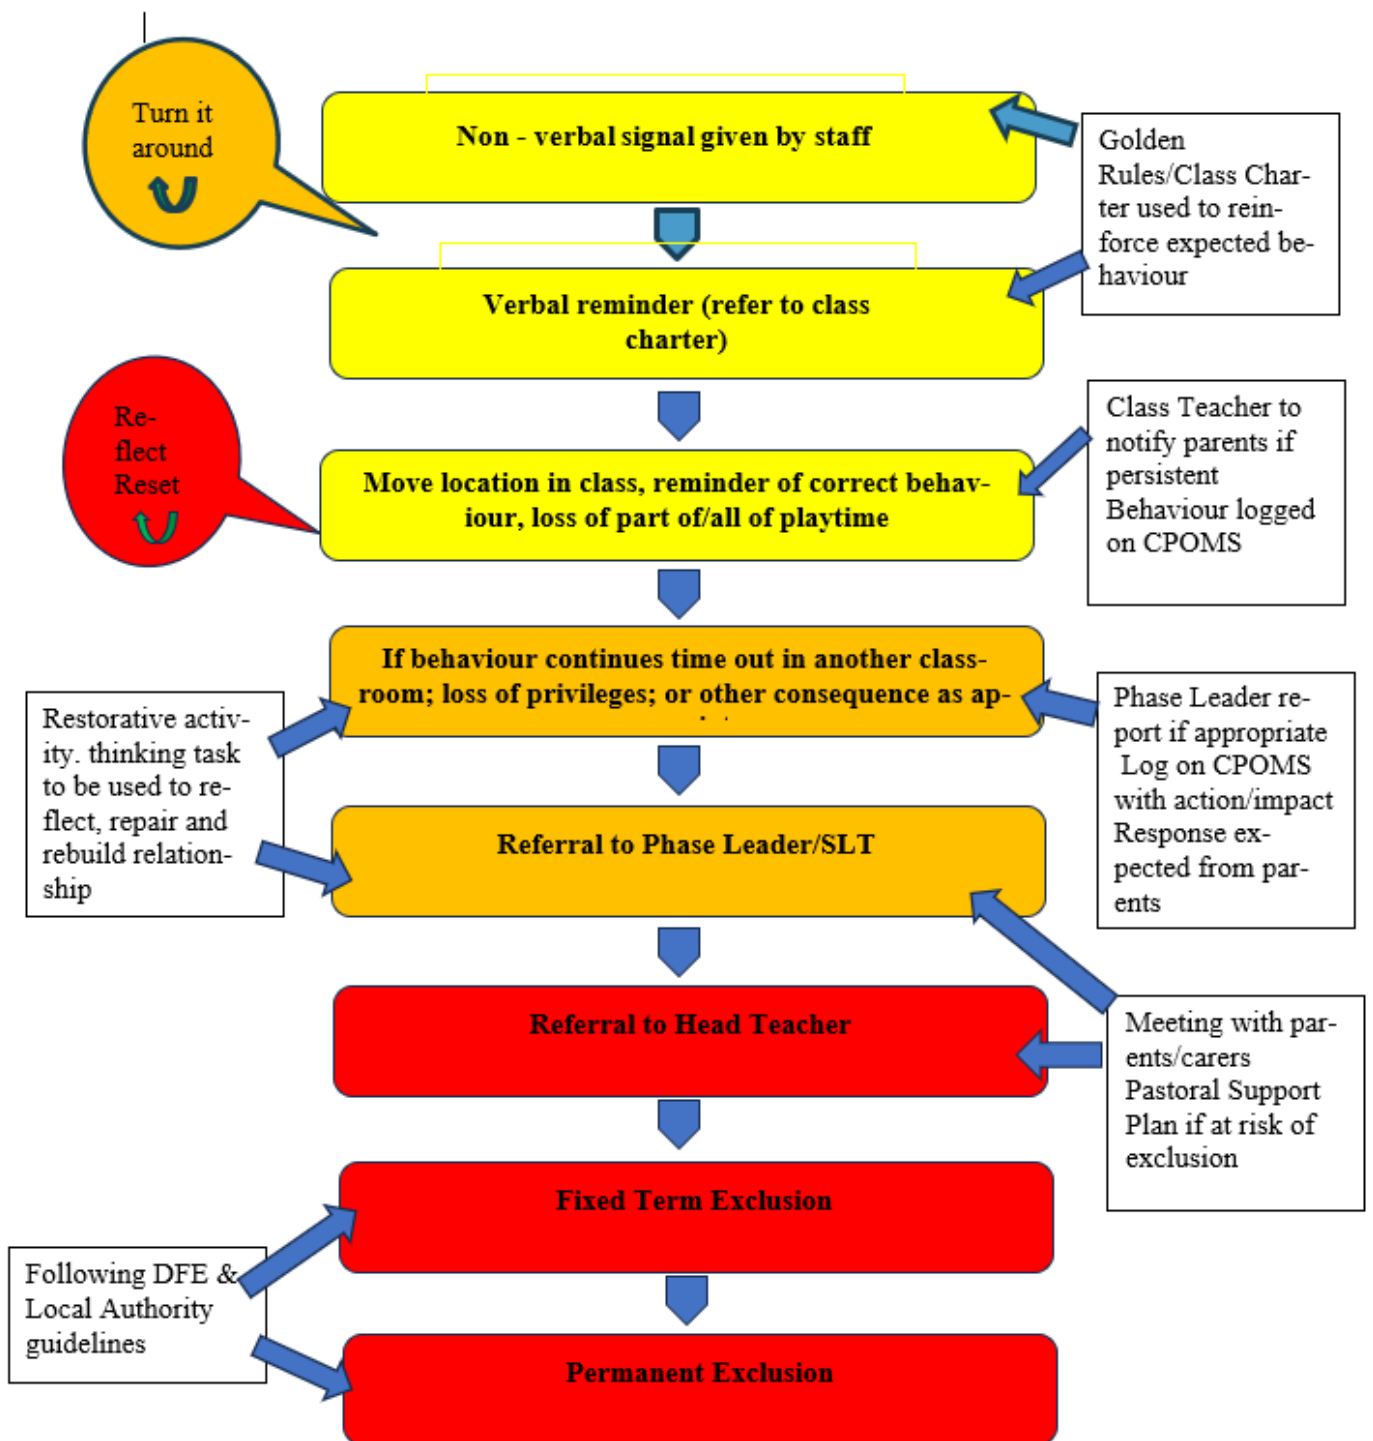 Turn it
around
Non - verbal signal given by staff
Golden
Rules/Class Char-
ter used to rein-
force expected be-
haviour
Verbal reminder (refer to class
charter)
Re-
flect
Reset
Class Teacher to
notify parents if
persistent
Behaviour logged
on CPOMS
Move location in class, reminder of correct behav-
iour, loss of part of/all of playtime
If behaviour continues time out in another class-
room; loss of privileges; or other consequence as ap-
Restorative activ-
ity. thinking task
to be used to re-
flect, repair and
rebuild relation-
ship
Phase Leader re-
port if appropriate
Log on CPOMS
with action/impact
Response ex-
pected from par-
ents
Referral to Phase Leader/SLT
Referral to Head Teacher
Meeting with par-
ents/carers
Pastoral Support
Plan if at risk of
exclusion
Fixed Term Exclusion
Following DFE &
Local Authority
guidelines
Permanent Exclusion